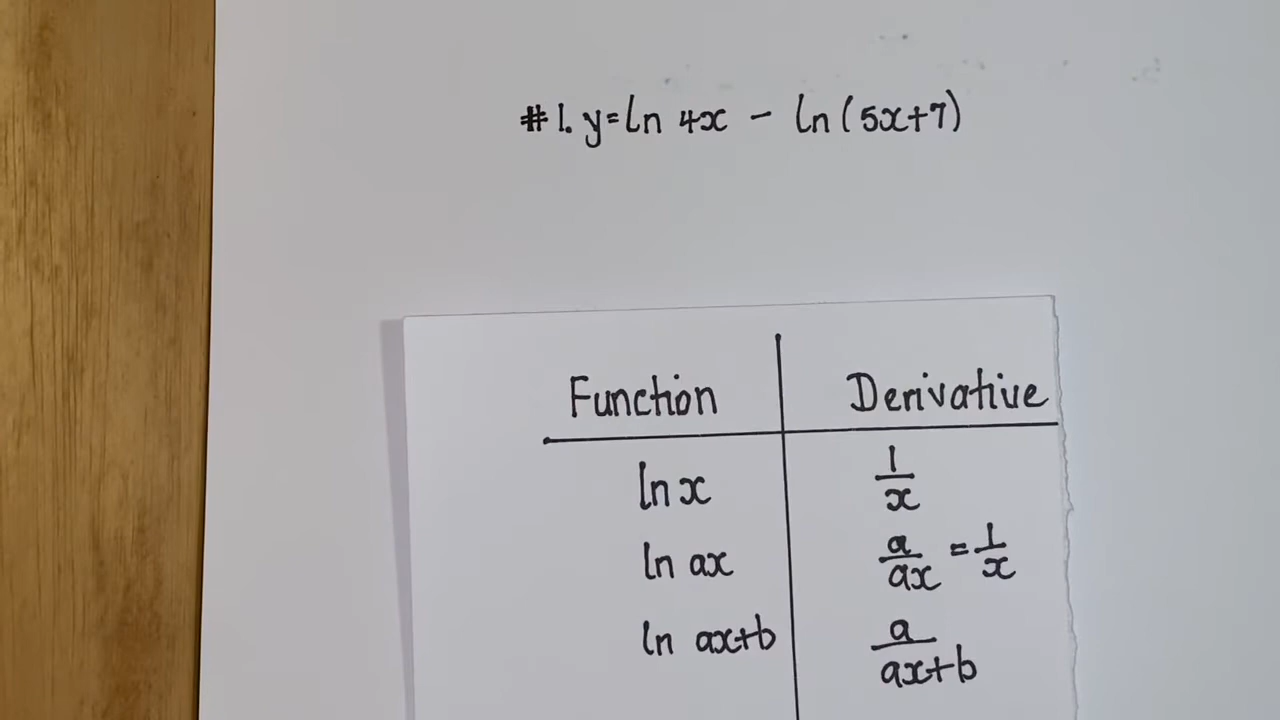 #1. y=ln 4x - ln(5x+7)
Function Derivative
ln x 1/x
ln ax a/ax = 1/x
ln ax+b a/ax+b